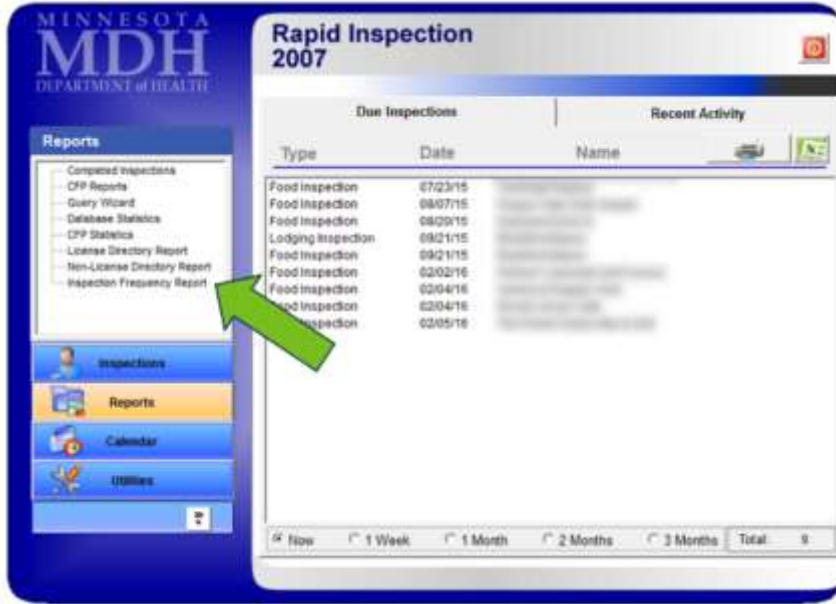 MINNESOTA
MDH
DEPARTMENT of HEALTH
Rapid Inspection
2007
Due Inspections
Recent Activity
Type Date Name
Reports
Completed Inspections
CFP Reports
Query Wizard
Database Statistics
CFP Statistics
License Directory Report
Non-License Directory Report
Inspection Frequency Report
Inspections
Reports
Calendar
Utilities
Food Inspection 07/23/15
Food Inspection 08/07/15
Food Inspection 08/20/15
Lodging Inspection 09/21/15
Food Inspection 09/21/15
Food Inspection 02/02/16
Food Inspection 02/04/16
Food Inspection 02/04/16
Inspection 02/05/16
Now 1 Week 1 Month 2 Months 3 Months Total: 9